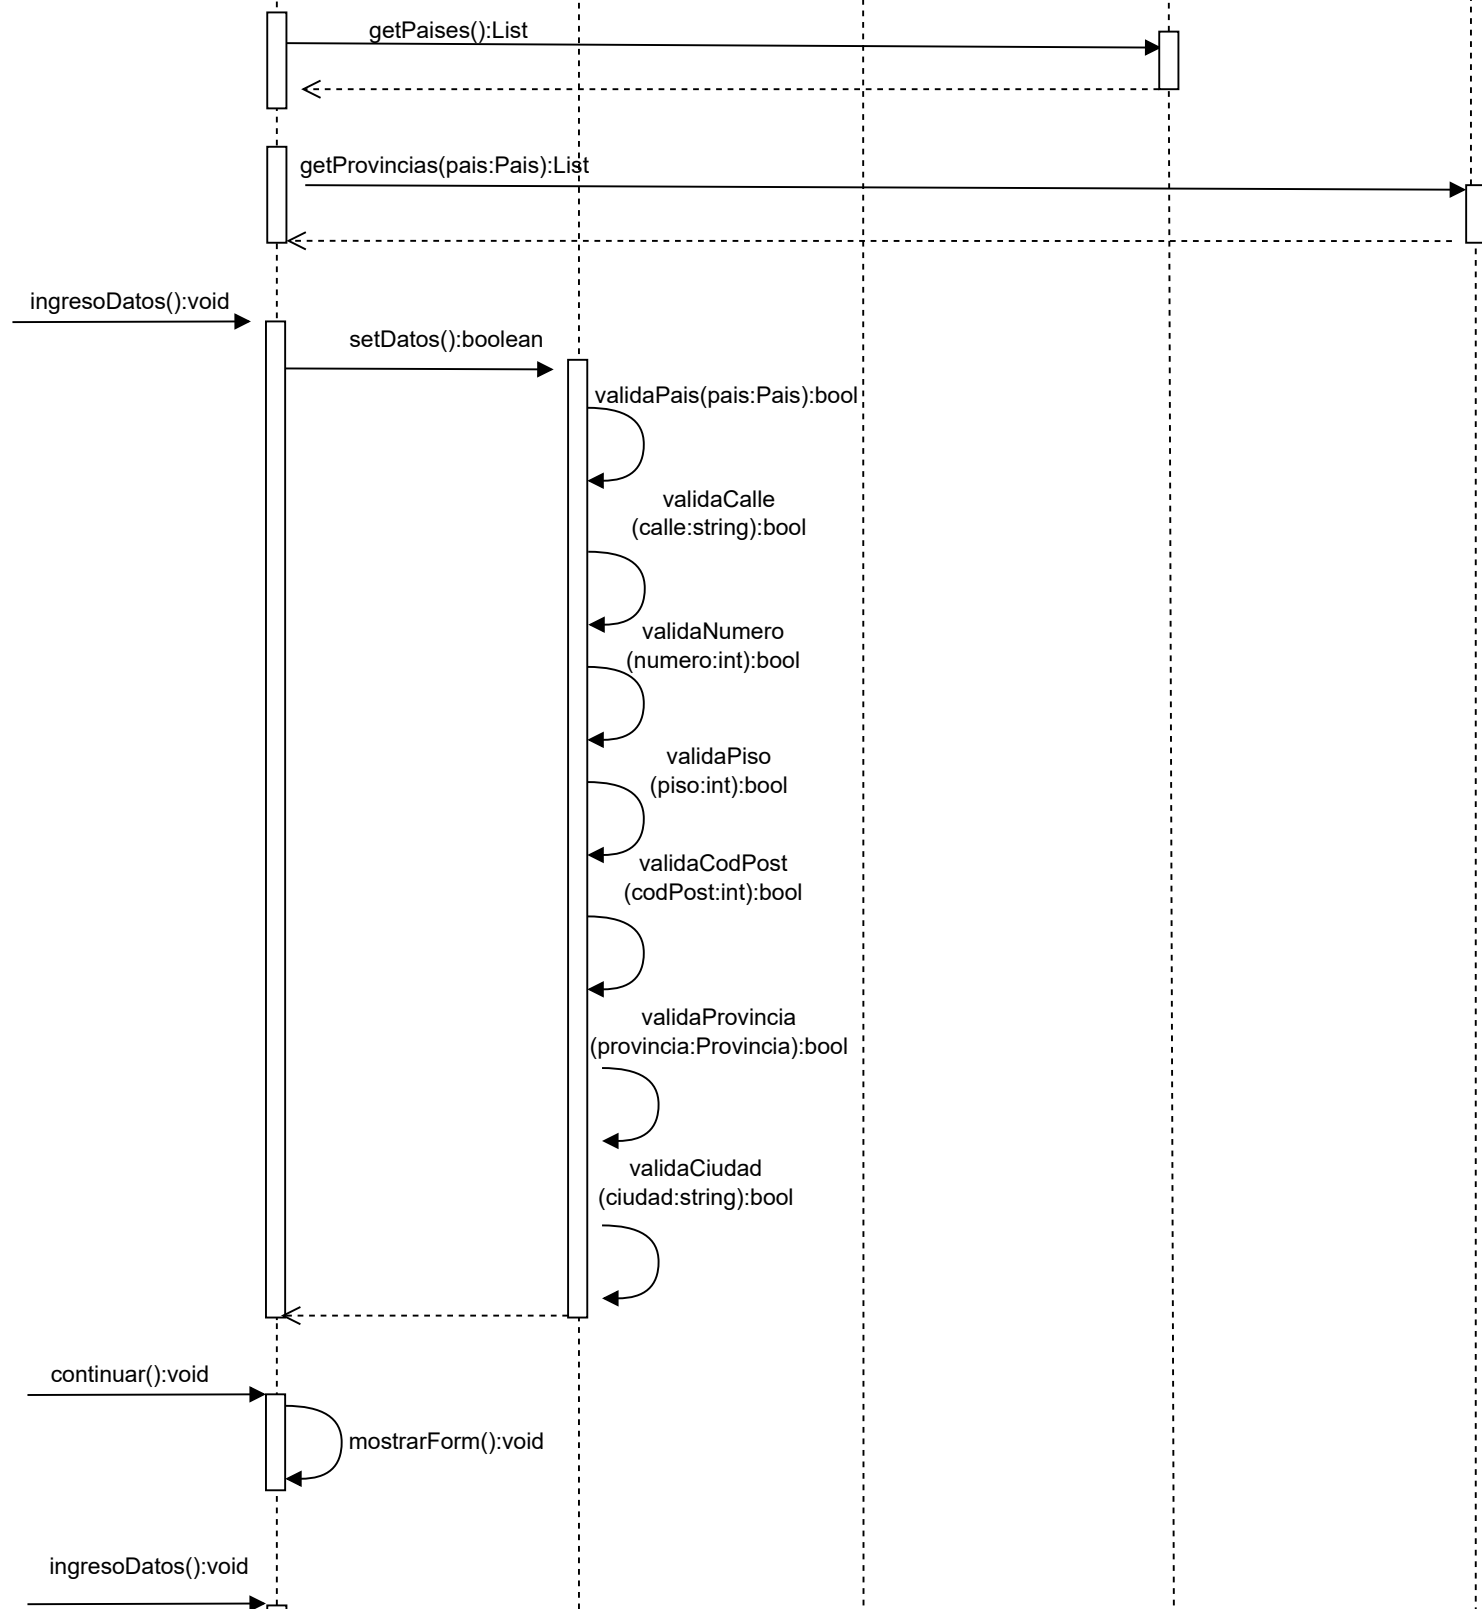 getPaises():List
getProvincias(pais:Pais):List
ingresoDatos():void
setDatos():boolean
validaPais(pais:Pais):bool
validaCalle
(calle:string):bool
validaNumero
(numero:int):bool
validaPiso
(piso:int):bool
validaCodPost
(codPost:int):bool
validaProvincia
(provincia:Provincia):bool
validaCiudad
(ciudad:string):bool
continuar():void
mostrarForm():void
ingresoDatos():void